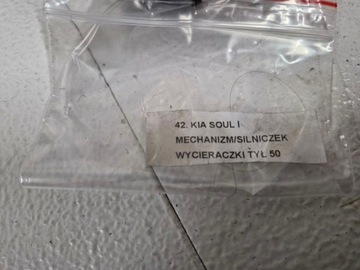 42. KIA SOUL I
MECHANIZM/SILNICZEK
WYCIERACZKI TYŁ 50